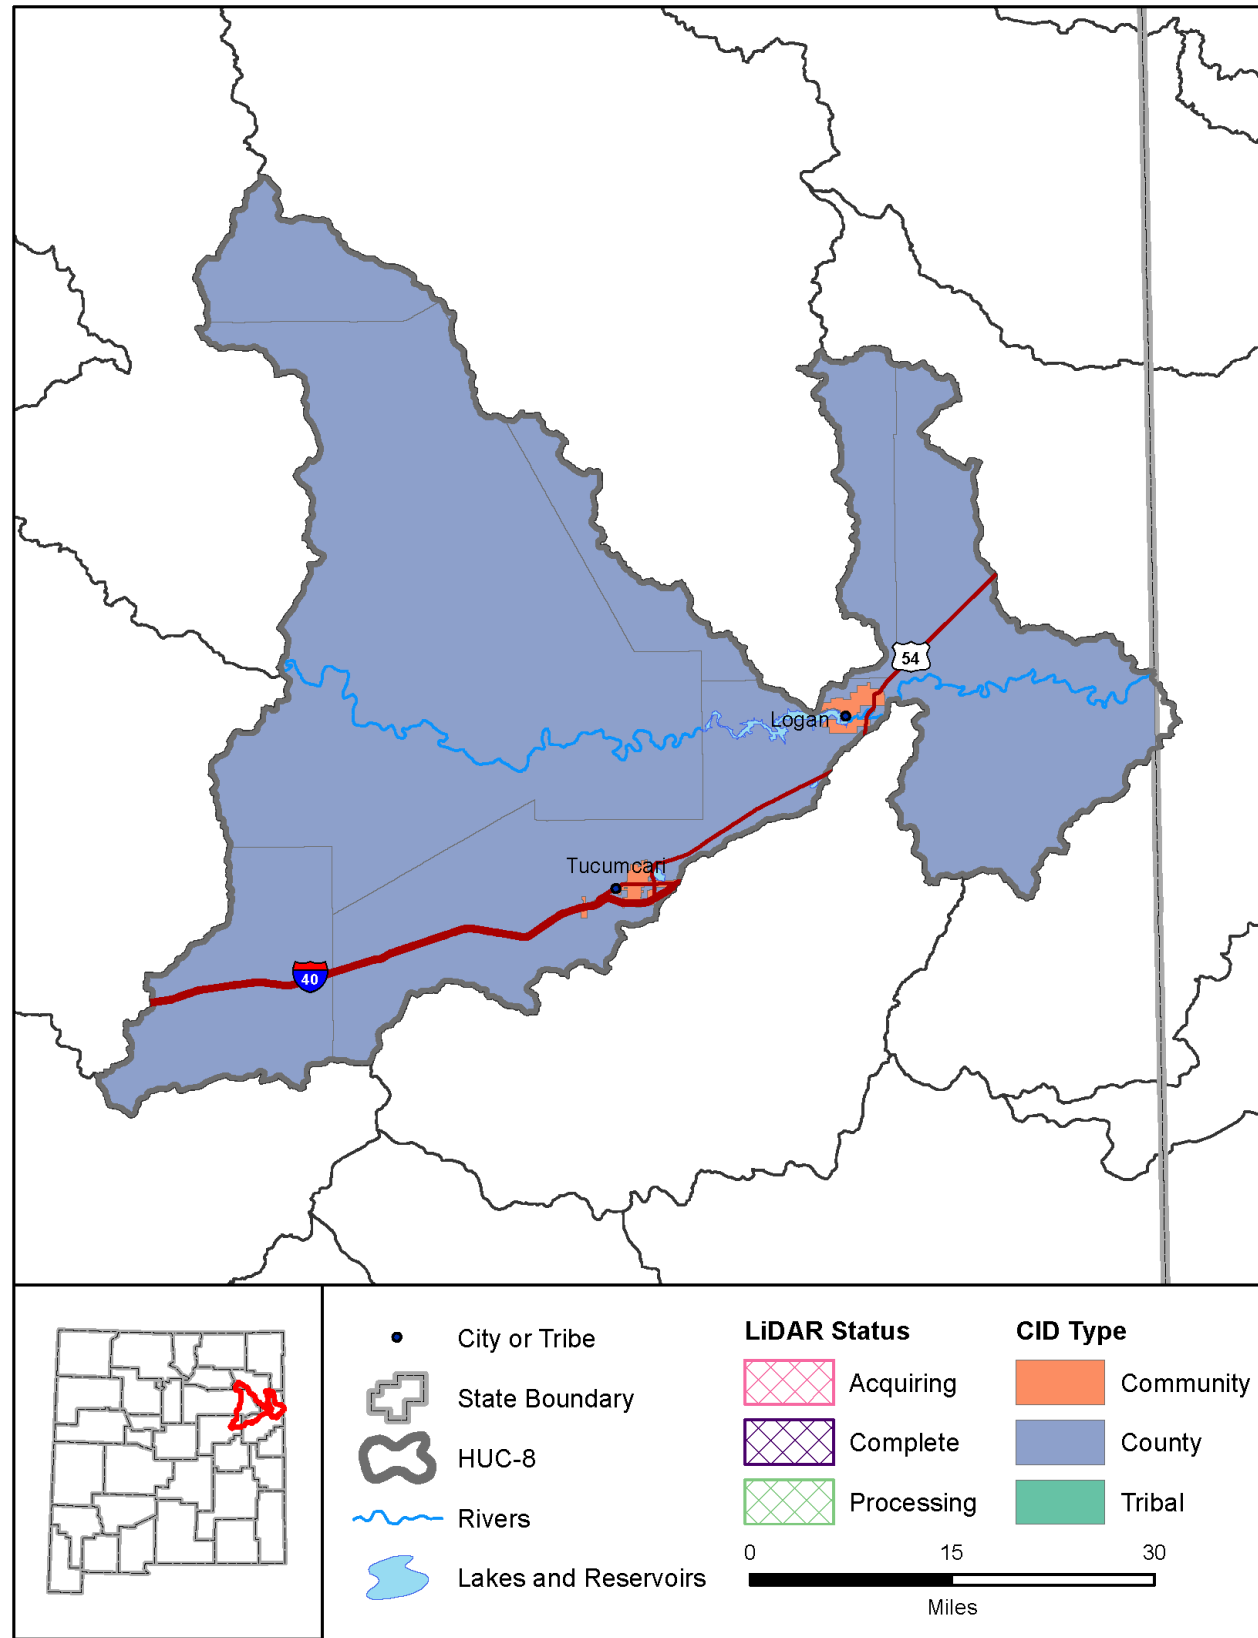 54
Logan
Tucumcari
40
City or Tribe
State Boundary
HUC-8
Rivers
Lakes and Reservoirs
LiDAR Status
Acquiring
Complete
Processing
CID Type
Community
County
Tribal
0 15 30
Miles